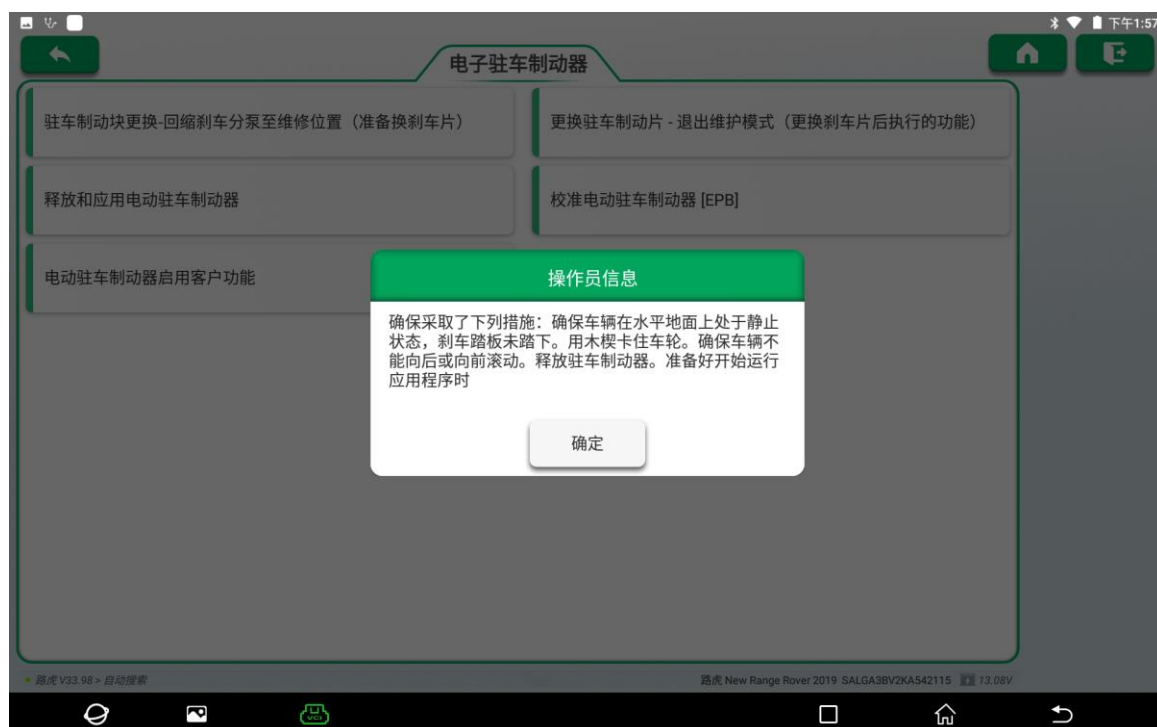 下午1:57
电子驻车制动器
驻车制动块更换-回缩刹车分泵至维修位置（准备换刹车片）
更换驻车制动片 - 退出维护模式（更换刹车片后执行的功能）
释放和应用电动驻车制动器
校准电动驻车制动器 [EPB]
电动驻车制动器启用客户功能
操作员信息
确保采取了下列措施：确保车辆在水平地面上处于静止
状态，刹车踏板未踏下。用木楔卡住车轮。确保车辆不
能向后或向前滚动。释放驻车制动器。准备好开始运行
应用程序时
确定
路虎 V33.98 > 自动搜索
路虎 New Range Rover 2019 SALGA3BV2KA542115 13.08V
VCI